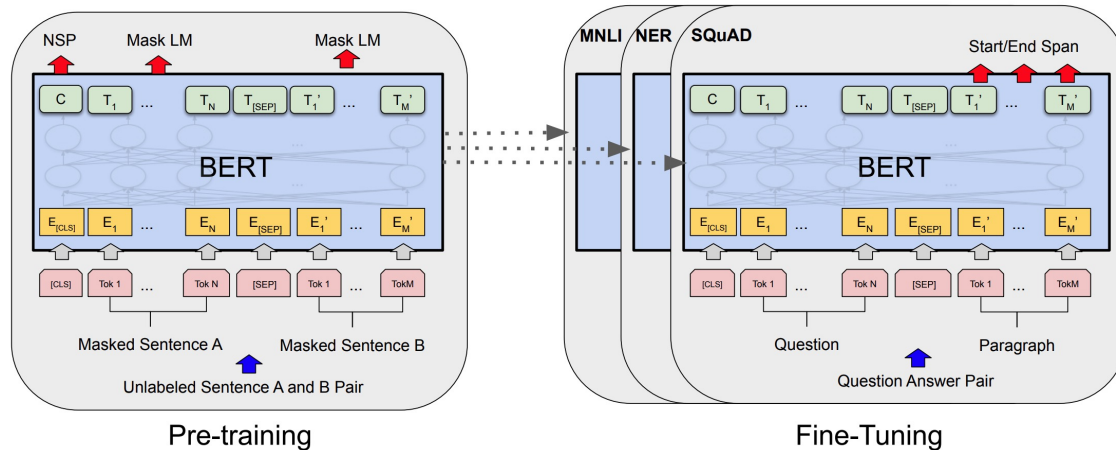 NSP Mask LM Mask LM
C T1 ... TN T[SEP] T1' ... TM'
...
BERT
...
E[CLS] E1 ... EN E[SEP] E1' ... EM'
[CLS] Tok 1 ... Tok N [SEP] Tok 1 ... TokM
Masked Sentence A Masked Sentence B
Unlabeled Sentence A and B Pair
Pre-training
MNLI NER SQuAD
Start/End Span
C T1 ... TN T[SEP] T1' ... TM'
...
BERT
...
E[CLS] E1 ... EN E[SEP] E1' ... EM'
[CLS] Tok 1 ... Tok N [SEP] Tok 1 ... TokM
Question Paragraph
Question Answer Pair
Fine-Tuning